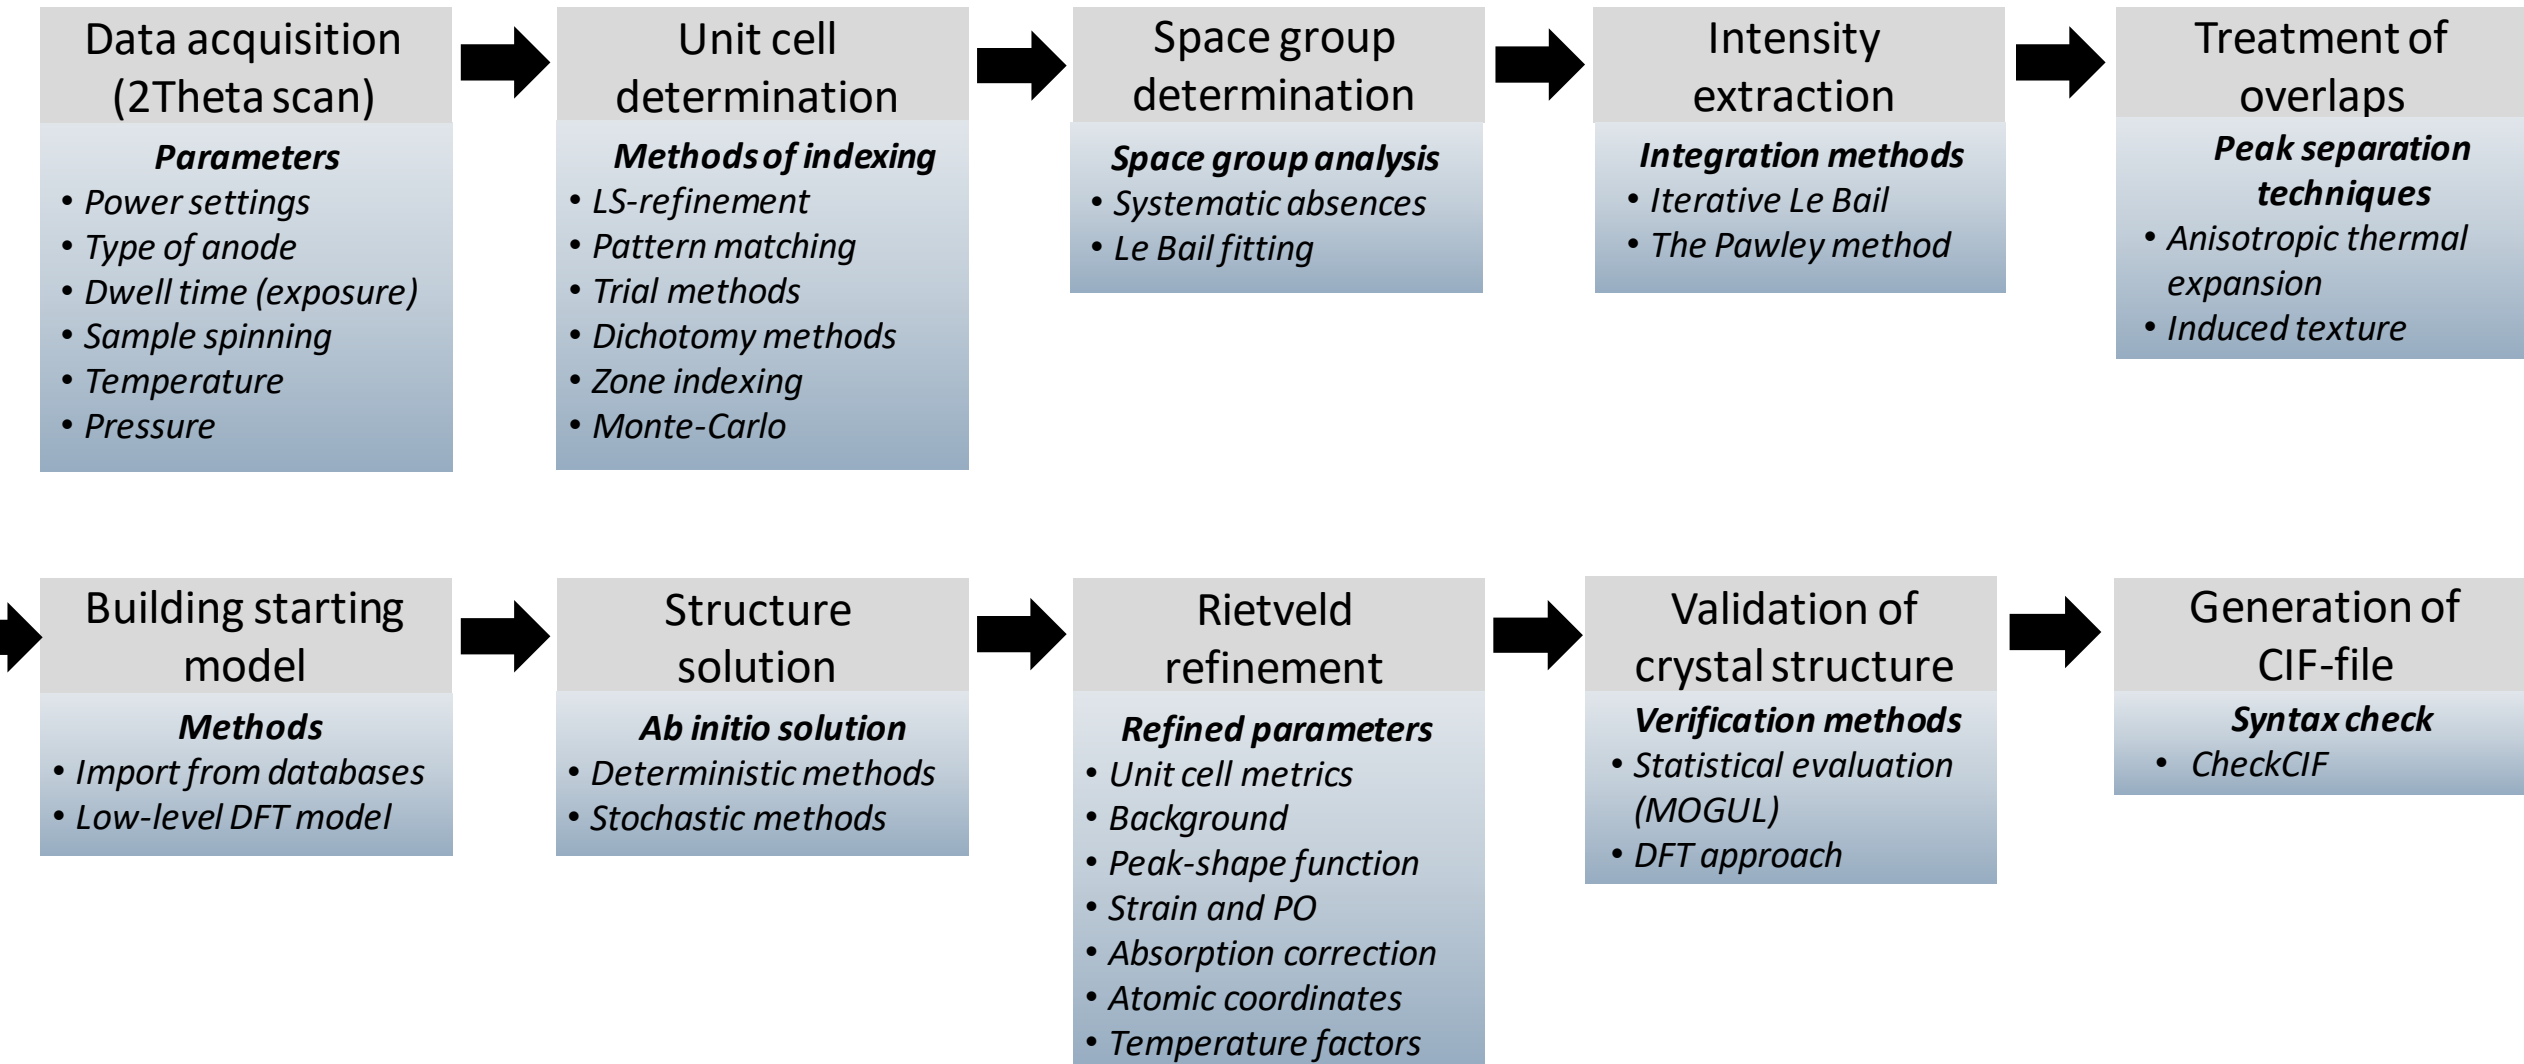 Data acquisition
(2Theta scan)
Parameters
• Power settings
• Type of anode
• Dwell time (exposure)
• Sample spinning
• Temperature
• Pressure
Unit cell
determination
Methods of indexing
• LS-refinement
• Pattern matching
• Trial methods
• Dichotomy methods
• Zone indexing
• Monte-Carlo
Space group
determination
Space group analysis
• Systematic absences
• Le Bail fitting
Intensity
extraction
Integration methods
• Iterative Le Bail
• The Pawley method
Treatment of
overlaps
Peak separation
techniques
• Anisotropic thermal
expansion
• Induced texture
Building starting
model
Methods
• Import from databases
• Low-level DFT model
Structure
solution
Ab initio solution
• Deterministic methods
• Stochastic methods
Rietveld
refinement
Refined parameters
• Unit cell metrics
• Background
• Peak-shape function
• Strain and PO
• Absorption correction
• Atomic coordinates
• Temperature factors
Validation of
crystal structure
Verification methods
• Statistical evaluation
(MOGUL)
• DFT approach
Generation of
CIF-file
Syntax check
• CheckCIF